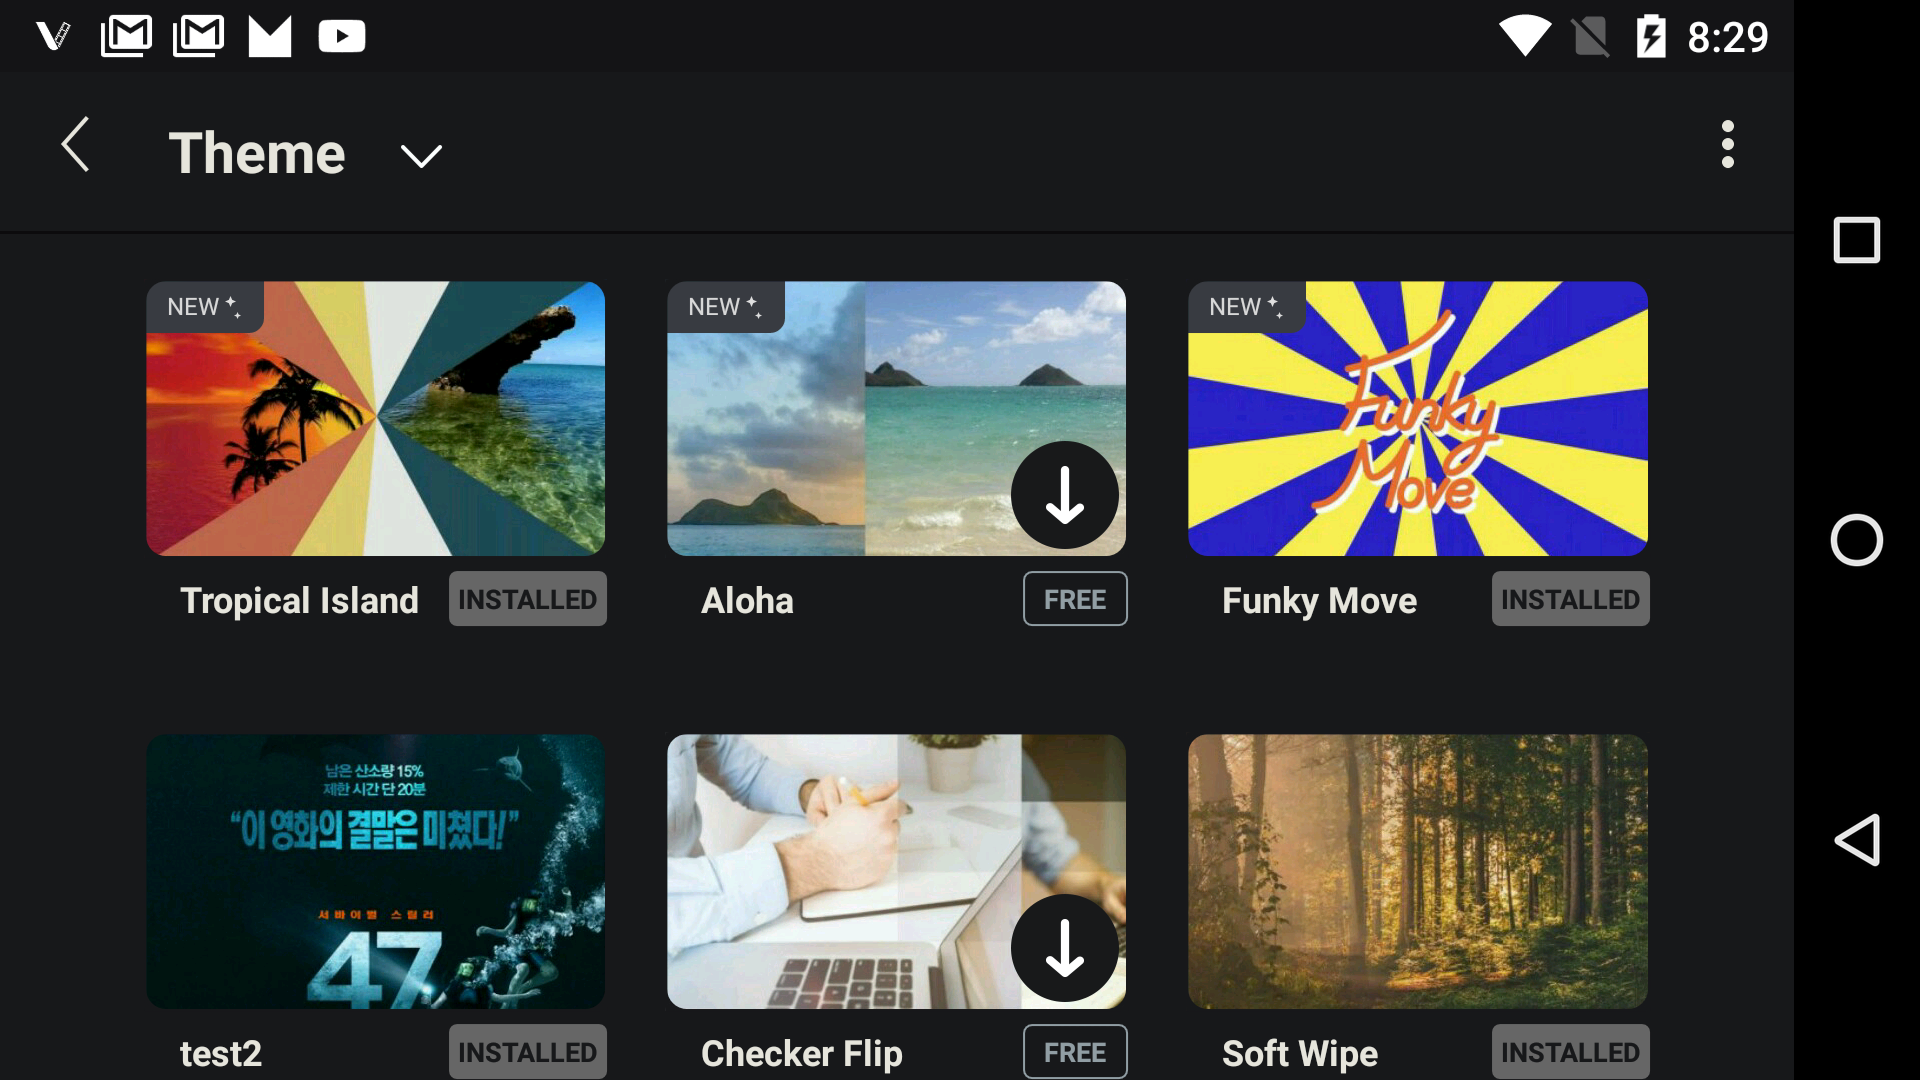 8:29
Theme
NEW
NEW
NEW
Funky
Move
Tropical Island
INSTALLED
Aloha
FREE
Funky Move
INSTALLED
남은 산소량 15%
제한 시간 단 20분
“이 영화의 결말은 미쳤다!”
서바이벌 스릴러
47
test2
INSTALLED
Checker Flip
FREE
Soft Wipe
INSTALLED